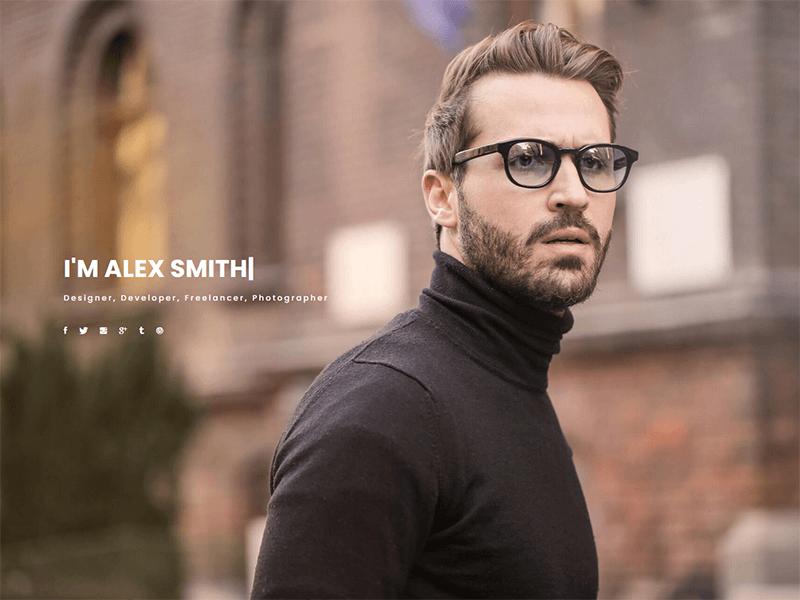 I'M ALEX SMITH|
Designer, Developer, Freelancer, Photographer